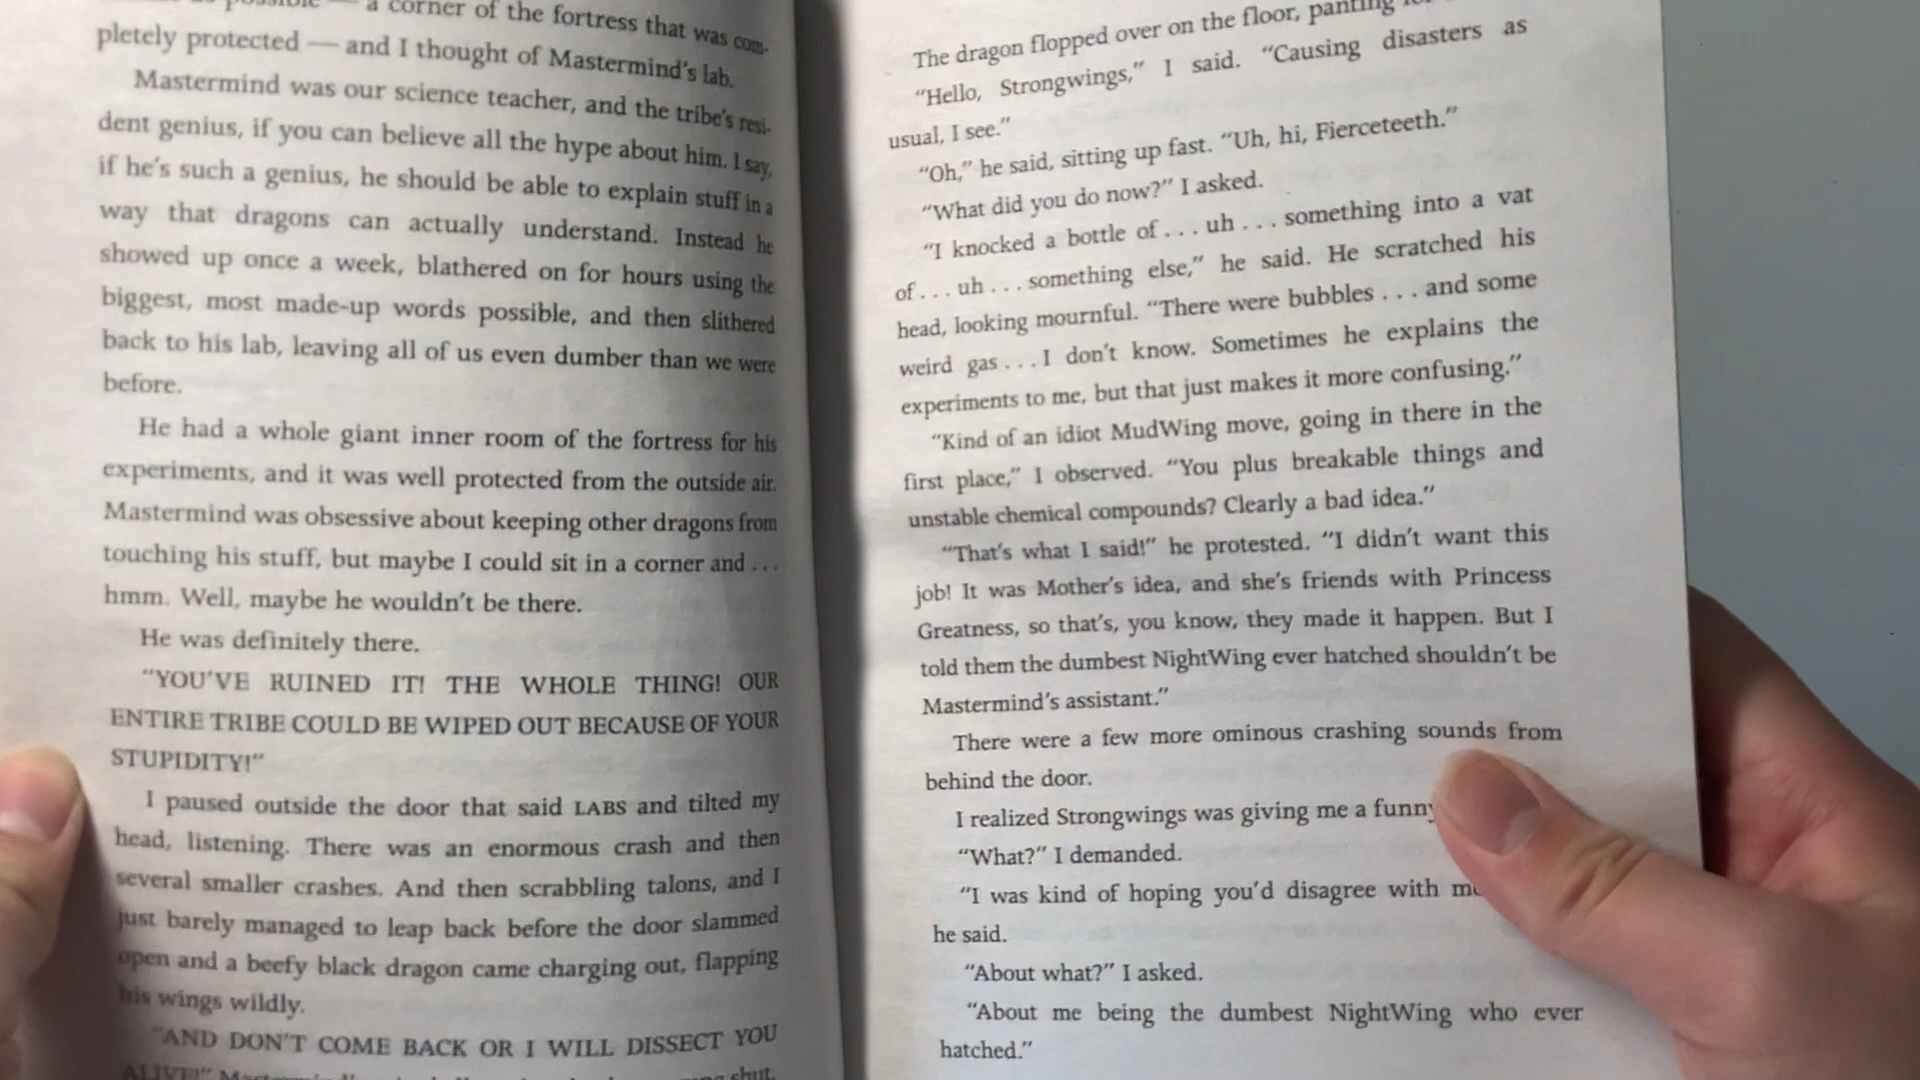 a corner of the fortress that was com-
pletely protected — and I thought of Mastermind's lab.
Mastermind was our science teacher, and the tribe's resi-
dent genius, if you can believe all the hype about him. I say,
if he's such a genius, he should be able to explain stuff in a
way that dragons can actually understand. Instead he
showed up once a week, blathered on for hours using the
biggest, most made-up words possible, and then slithered
back to his lab, leaving all of us even dumber than we were
before.
He had a whole giant inner room of the fortress for his
experiments, and it was well protected from the outside air.
Mastermind was obsessive about keeping other dragons from
touching his stuff, but maybe I could sit in a corner and . . .
hmm. Well, maybe he wouldn't be there.
He was definitely there.
"YOU'VE RUINED IT! THE WHOLE THING! OUR
ENTIRE TRIBE COULD BE WIPED OUT BECAUSE OF YOUR
STUPIDITY!"
I paused outside the door that said LABS and tilted my
head, listening. There was an enormous crash and then
several smaller crashes. And then scrabbling talons, and I
just barely managed to leap back before the door slammed
open and a beefy black dragon came charging out, flapping
his wings wildly.
"AND DON'T COME BACK OR I WILL DISSECT YOU
ALIVE!" shut.
The dragon flopped over on the floor, panting
"Hello, Strongwings," I said. "Causing disasters as
usual, I see."
"Oh," he said, sitting up fast. "Uh, hi, Fierceteeth."
"What did you do now?" I asked.
"I knocked a bottle of . . . uh . . . something into a vat
of . . . uh . . . something else," he said. He scratched his
head, looking mournful. "There were bubbles . . . and some
weird gas . . . I don't know. Sometimes he explains the
experiments to me, but that just makes it more confusing."
"Kind of an idiot MudWing move, going in there in the
first place," I observed. "You plus breakable things and
unstable chemical compounds? Clearly a bad idea."
"That's what I said!" he protested. "I didn't want this
job! It was Mother's idea, and she's friends with Princess
Greatness, so that's, you know, they made it happen. But I
told them the dumbest NightWing ever hatched shouldn't be
Mastermind's assistant."
There were a few more ominous crashing sounds from
behind the door.
I realized Strongwings was giving me a funny
"What?" I demanded.
"I was kind of hoping you'd disagree with
he said.
"About what?" I asked.
"About me being the dumbest NightWing who ever
hatched."